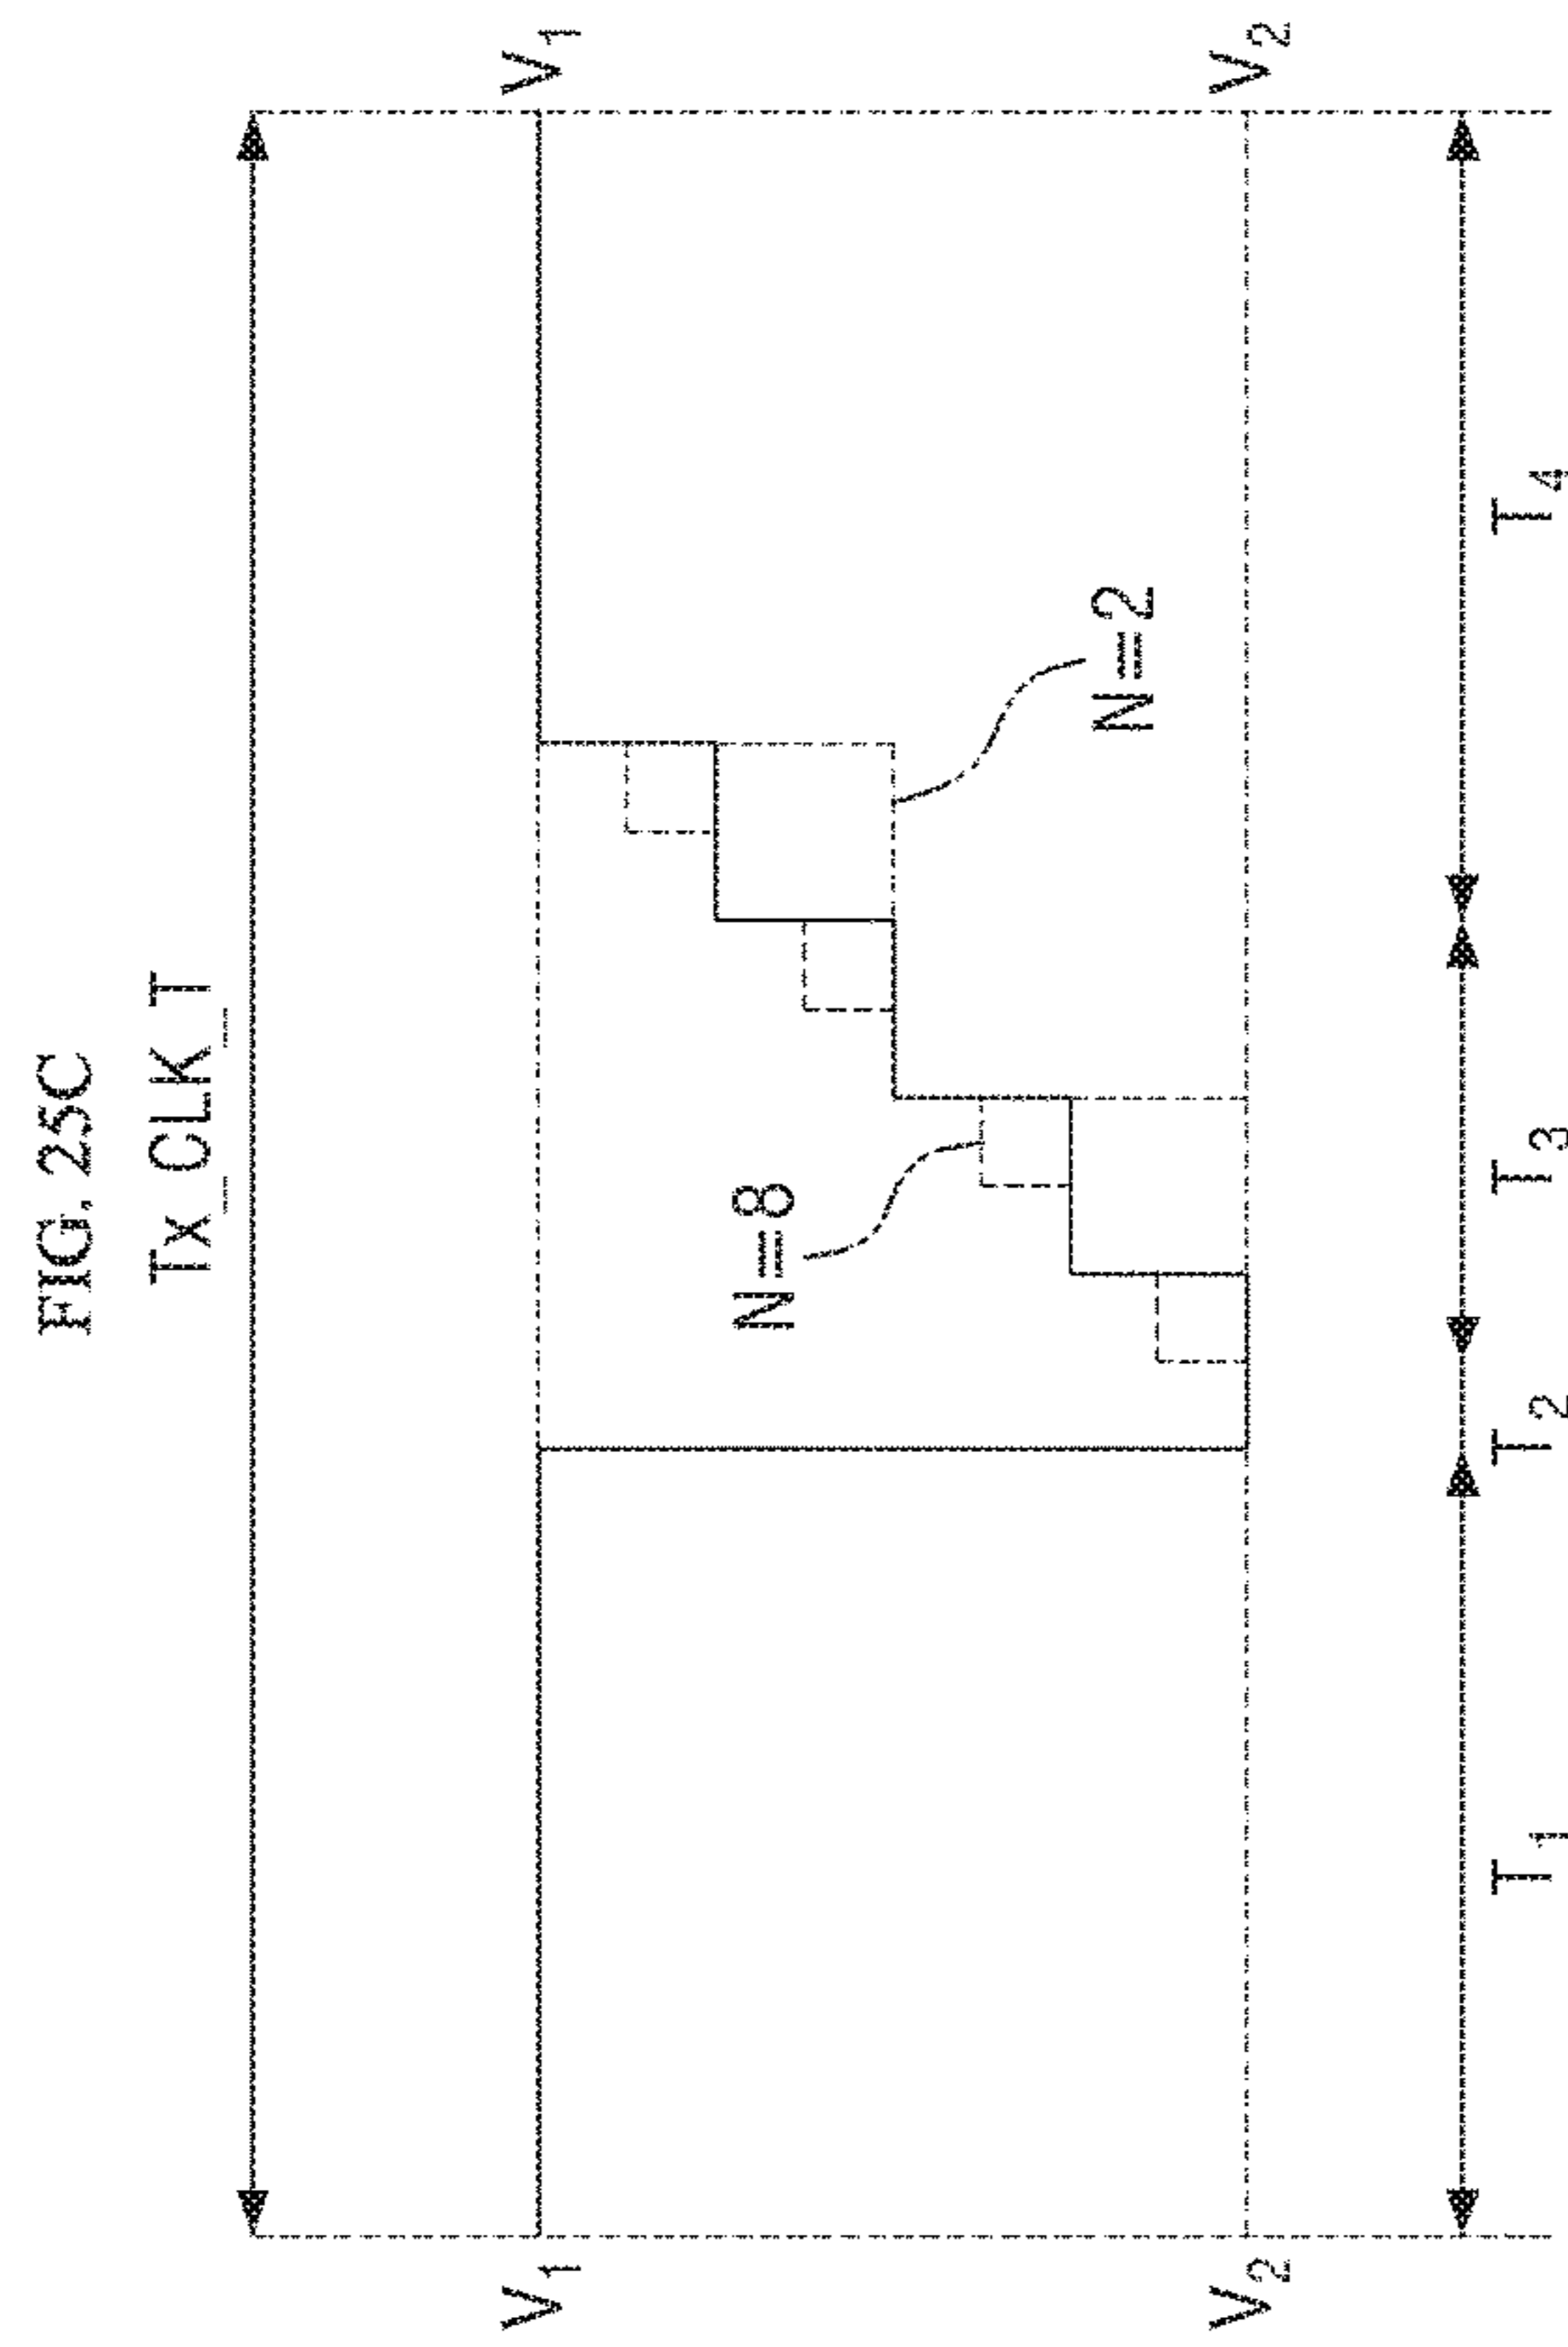 FIG. 25C
Tx_CLK_T
V1 V1
N=8
N=2
V2 V2
T1 T2 T3 T4